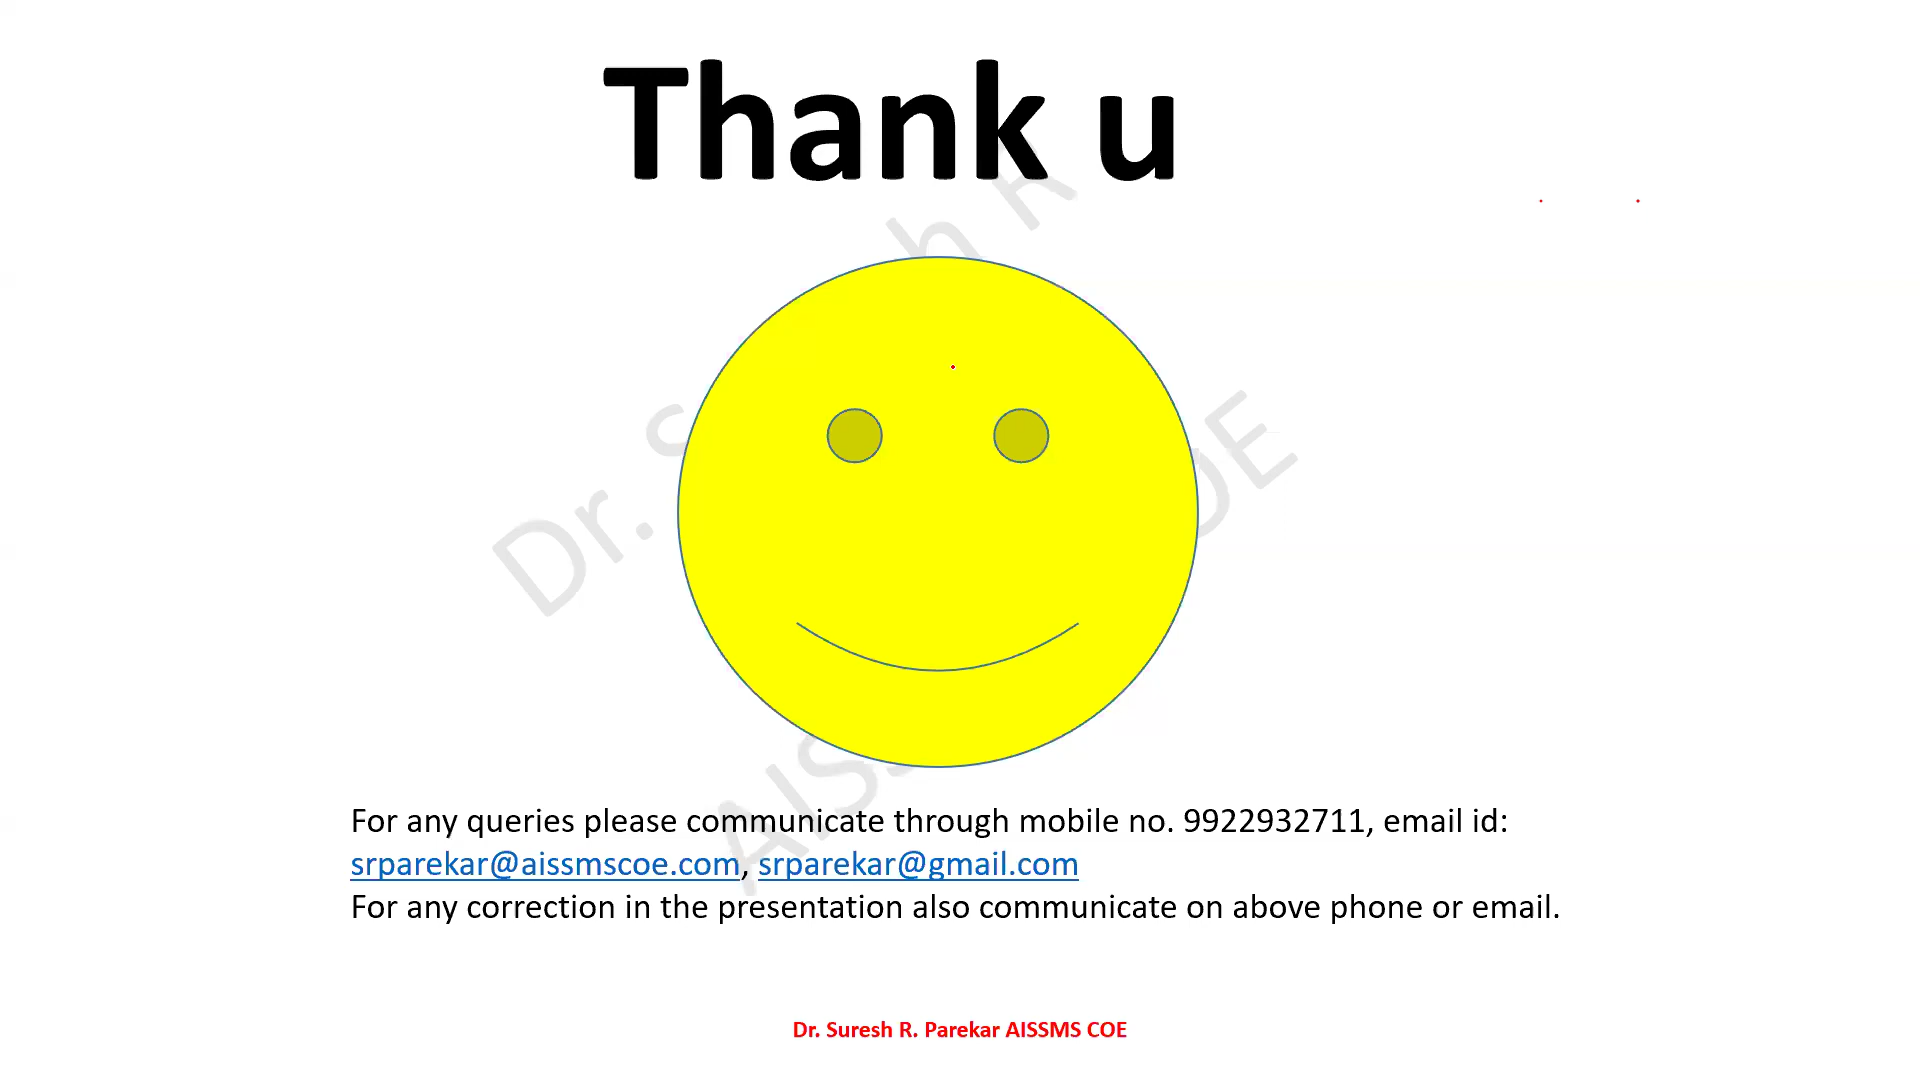 Thank u
For any queries please communicate through mobile no. 9922932711, email id:
srparekar@aissmscoe.com, srparekar@gmail.com
For any correction in the presentation also communicate on above phone or email.
Dr. Suresh R. Parekar AISSMS COE